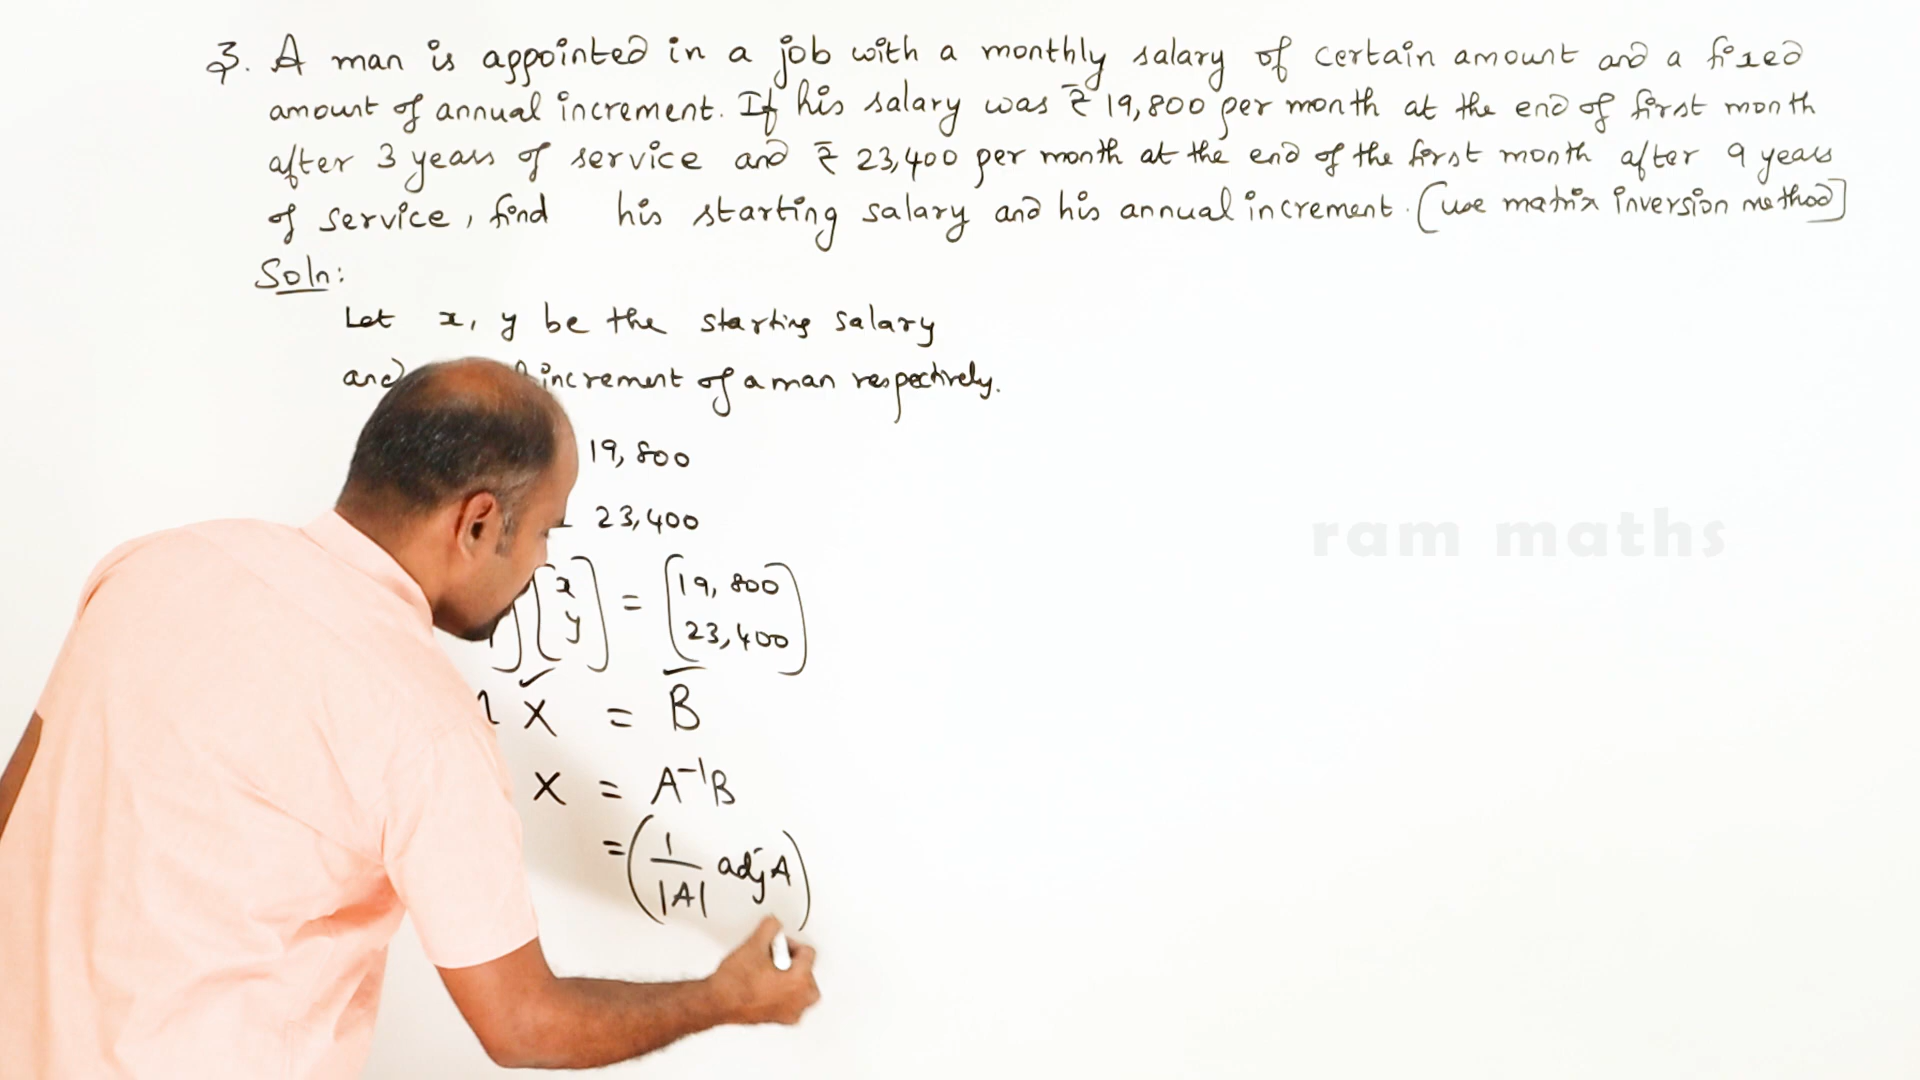 3. A man is appointed in a job with a monthly salary of certain amount and a fixed
amount of annual increment. If his salary was ₹ 19,800 per month at the end of first month
after 3 years of service and ₹ 23,400 per month at the end of the first month after 9 years
of service, find his starting salary and his annual increment. (use matrix inversion method]
Soln:
Let x, y be the starting salary
and increment of a man respectively.
19,800
= 23,400
[x y] = [19,800 23,400]
X = B
X = A⁻¹B
= (1/|A| adj A)
ram maths